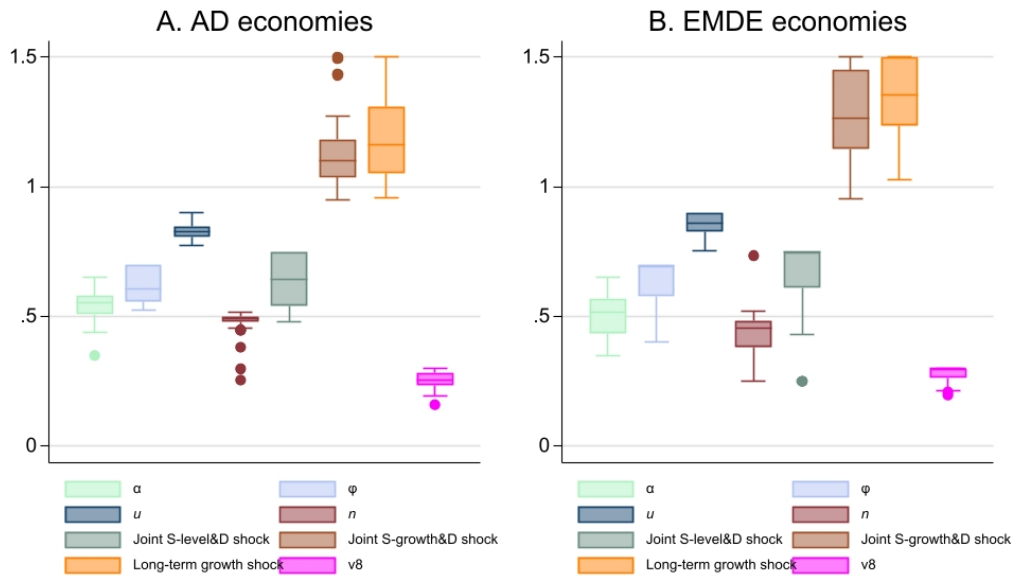 A. AD economies
B. EMDE economies
1.5
1
.5
0
1.5
1
.5
0
α
φ
u
n
Joint S-level&D shock
Joint S-growth&D shock
Long-term growth shock
v8
α
φ
u
n
Joint S-level&D shock
Joint S-growth&D shock
Long-term growth shock
v8